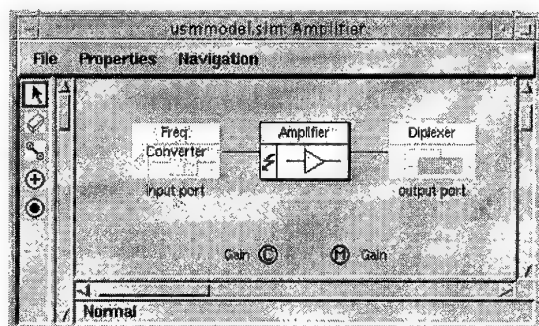 usmmodel.sim: Amplifier
File Properties Navigation
Freq. Converter
Amplifier
Diplexer
input port
output port
Gain C
M Gain
Normal